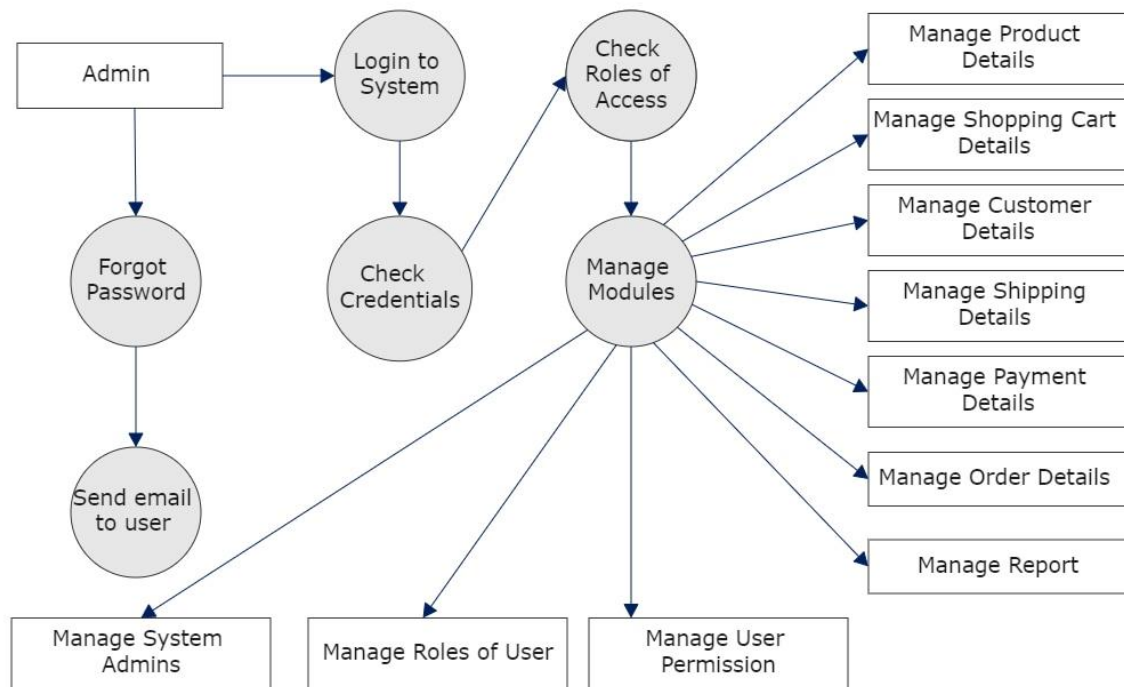 Admin
Login to
System
Check
Roles of
Access
Manage Product
Details
Manage Shopping Cart
Details
Manage Customer
Details
Forgot
Password
Check
Credentials
Manage
Modules
Manage Shipping
Details
Manage Payment
Details
Send email
to user
Manage Order Details
Manage Report
Manage System
Admins
Manage Roles of User
Manage User
Permission